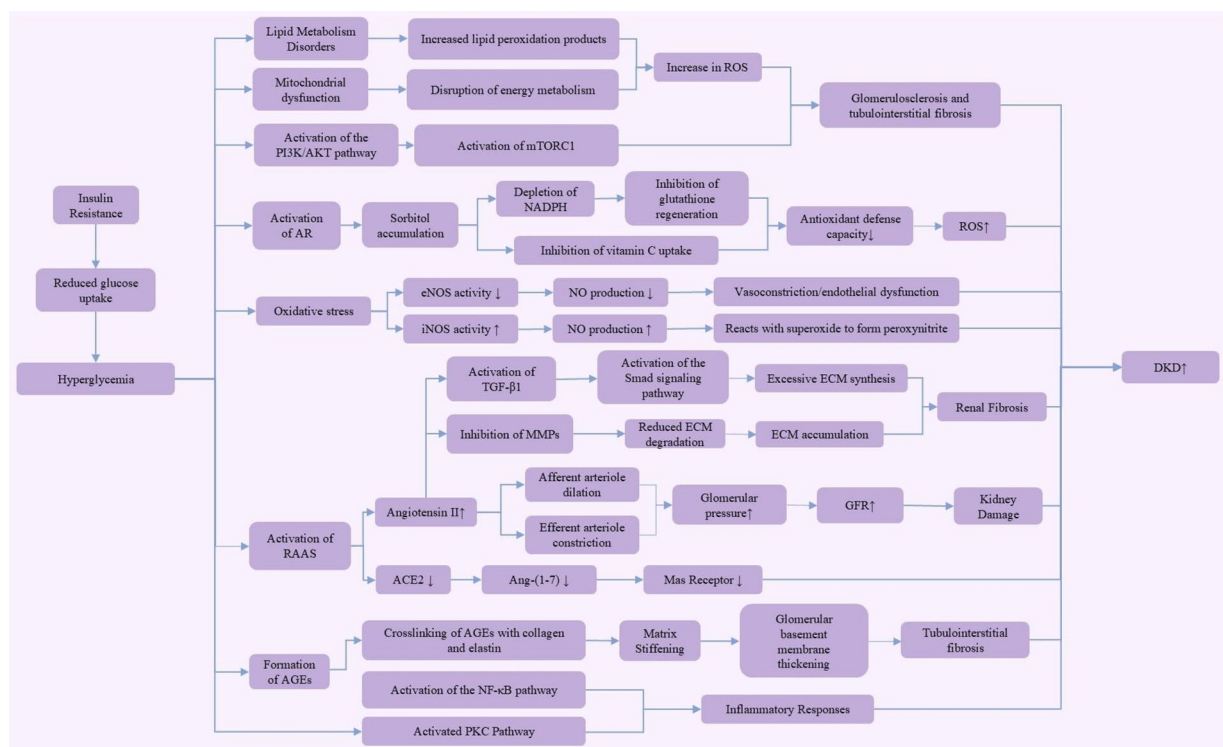 Insulin
Resistance
Reduced glucose
uptake
Hyperglycemia
Lipid Metabolism
Disorders
Increased lipid peroxidation products
Mitochondrial
dysfunction
Disruption of energy metabolism
Increase in ROS
Activation of the
PI3K/AKT pathway
Activation of mTORC1
Glomerulosclerosis and
tubulointerstitial fibrosis
Activation
of AR
Sorbitol
accumulation
Depletion of
NADPH
Inhibition of
glutathione
regeneration
Inhibition of vitamin C uptake
Antioxidant defense
capacity↓
ROS↑
Oxidative stress
eNOS activity ↓
NO production ↓
Vasoconstriction/endothelial dysfunction
iNOS activity ↑
NO production ↑
Reacts with superoxide to form peroxynitrite
Activation of
RAAS
Angiotensin II↑
Activation of
TGF-β1
Activation of the
Smad signaling
pathway
Excessive ECM synthesis
Inhibition of MMPs
Reduced ECM
degradation
ECM accumulation
Renal Fibrosis
Afferent arteriole
dilation
Efferent arteriole
constriction
Glomerular
pressure↑
GFR↑
Kidney
Damage
ACE2 ↓
Ang-(1-7) ↓
Mas Receptor ↓
Formation
of AGEs
Crosslinking of AGEs with collagen
and elastin
Matrix
Stiffening
Glomerular
basement
membrane
thickening
Tubulointerstitial
fibrosis
Activation of the NF-κB pathway
Activated PKC Pathway
Inflammatory Responses
DKD↑